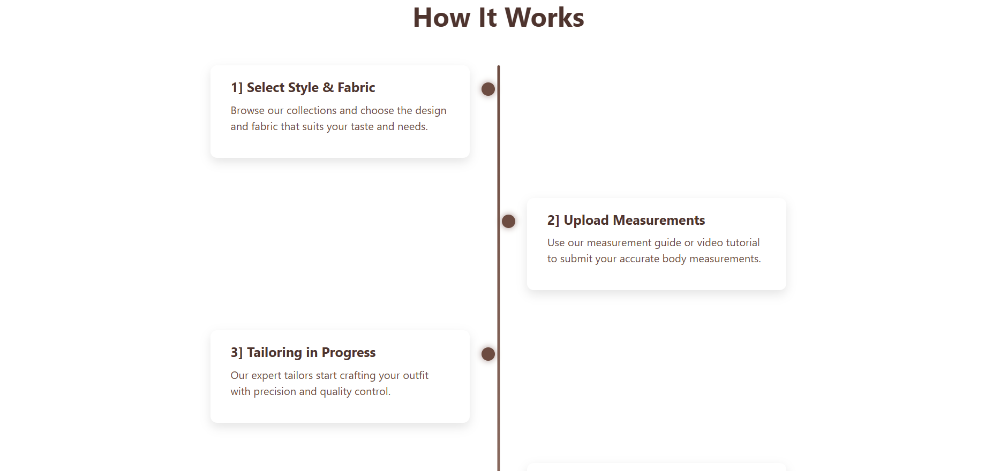 How It Works
1] Select Style & Fabric
Browse our collections and choose the design
and fabric that suits your taste and needs.
2] Upload Measurements
Use our measurement guide or video tutorial
to submit your accurate body measurements.
3] Tailoring in Progress
Our expert tailors start crafting your outfit
with precision and quality control.